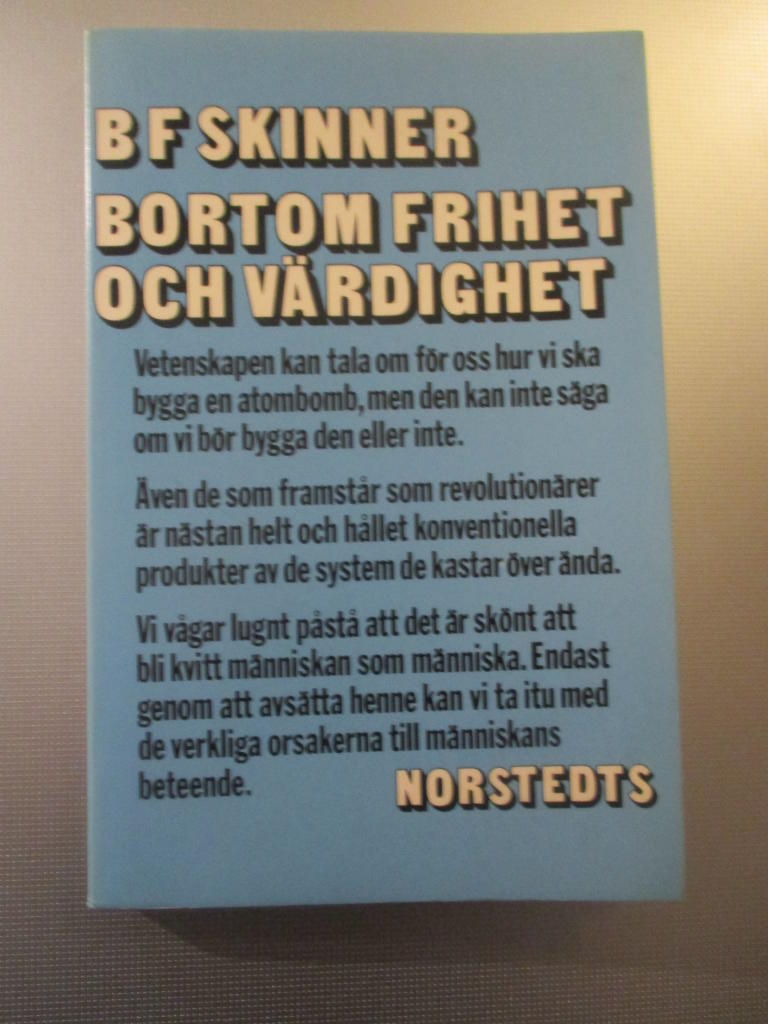 B F SKINNER
BORTOM FRIHET
OCH VÄRDIGHET
Vetenskapen kan tala om för oss hur vi ska
bygga en atombomb, men den kan inte säga
om vi bör bygga den eller inte.
Även de som framstår som revolutionärer
är nästan helt och hållet konventionella
produkter av de system de kastar över ända.
Vi vågar lugnt påstå att det är skönt att
bli kvitt människan som människa. Endast
genom att avsätta henne kan vi ta itu med
de verkliga orsakerna till människans
beteende.
NORSTEDTS